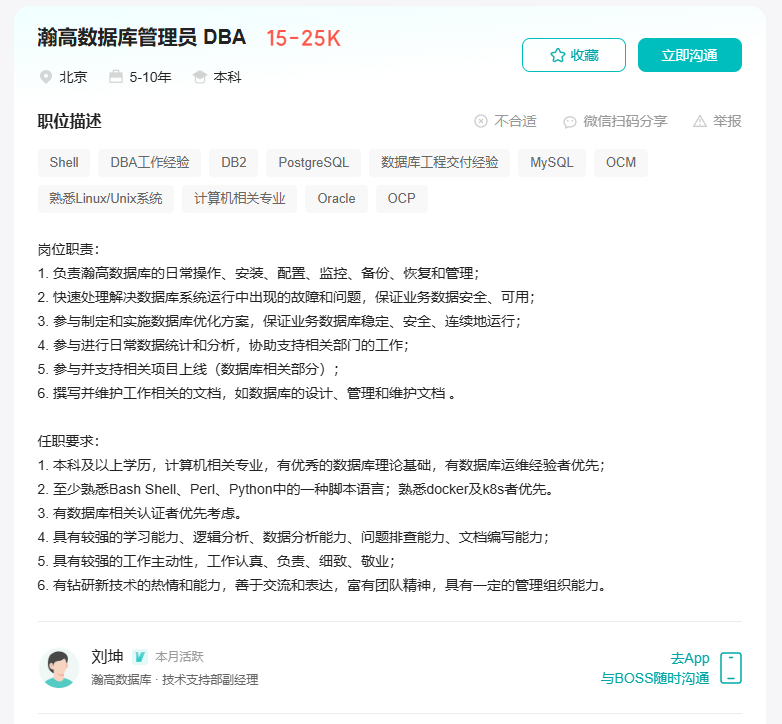 瀚高数据库管理员 DBA 15-25K
收藏
立即沟通
北京 5-10年 本科
职位描述
不合适 微信扫码分享 举报
Shell DBA工作经验 DB2 PostgreSQL 数据库工程交付经验 MySQL OCM
熟悉Linux/Unix系统 计算机相关专业 Oracle OCP
岗位职责：
1. 负责瀚高数据库的日常操作、安装、配置、监控、备份、恢复和管理；
2. 快速处理解决数据库系统运行中出现的故障和问题，保证业务数据安全、可用；
3. 参与制定和实施数据库优化方案，保证业务数据库稳定、安全、连续地运行；
4. 参与进行日常数据统计和分析，协助支持相关部门的工作；
5. 参与并支持相关项目上线（数据库相关部分）；
6. 撰写并维护工作相关的文档，如数据库的设计、管理和维护文档 。
任职要求：
1. 本科及以上学历，计算机相关专业，有优秀的数据库理论基础，有数据库运维经验者优先；
2. 至少熟悉Bash Shell、Perl、Python中的一种脚本语言；熟悉docker及k8s者优先。
3. 有数据库相关认证者优先考虑。
4. 具有较强的学习能力、逻辑分析、数据分析能力、问题排查能力、文档编写能力；
5. 具有较强的工作主动性，工作认真、负责、细致、敬业；
6. 有钻研新技术的热情和能力，善于交流和表达，富有团队精神，具有一定的管理组织能力。
刘坤 本月活跃
瀚高数据库 · 技术支持部副经理
去App
与BOSS随时沟通